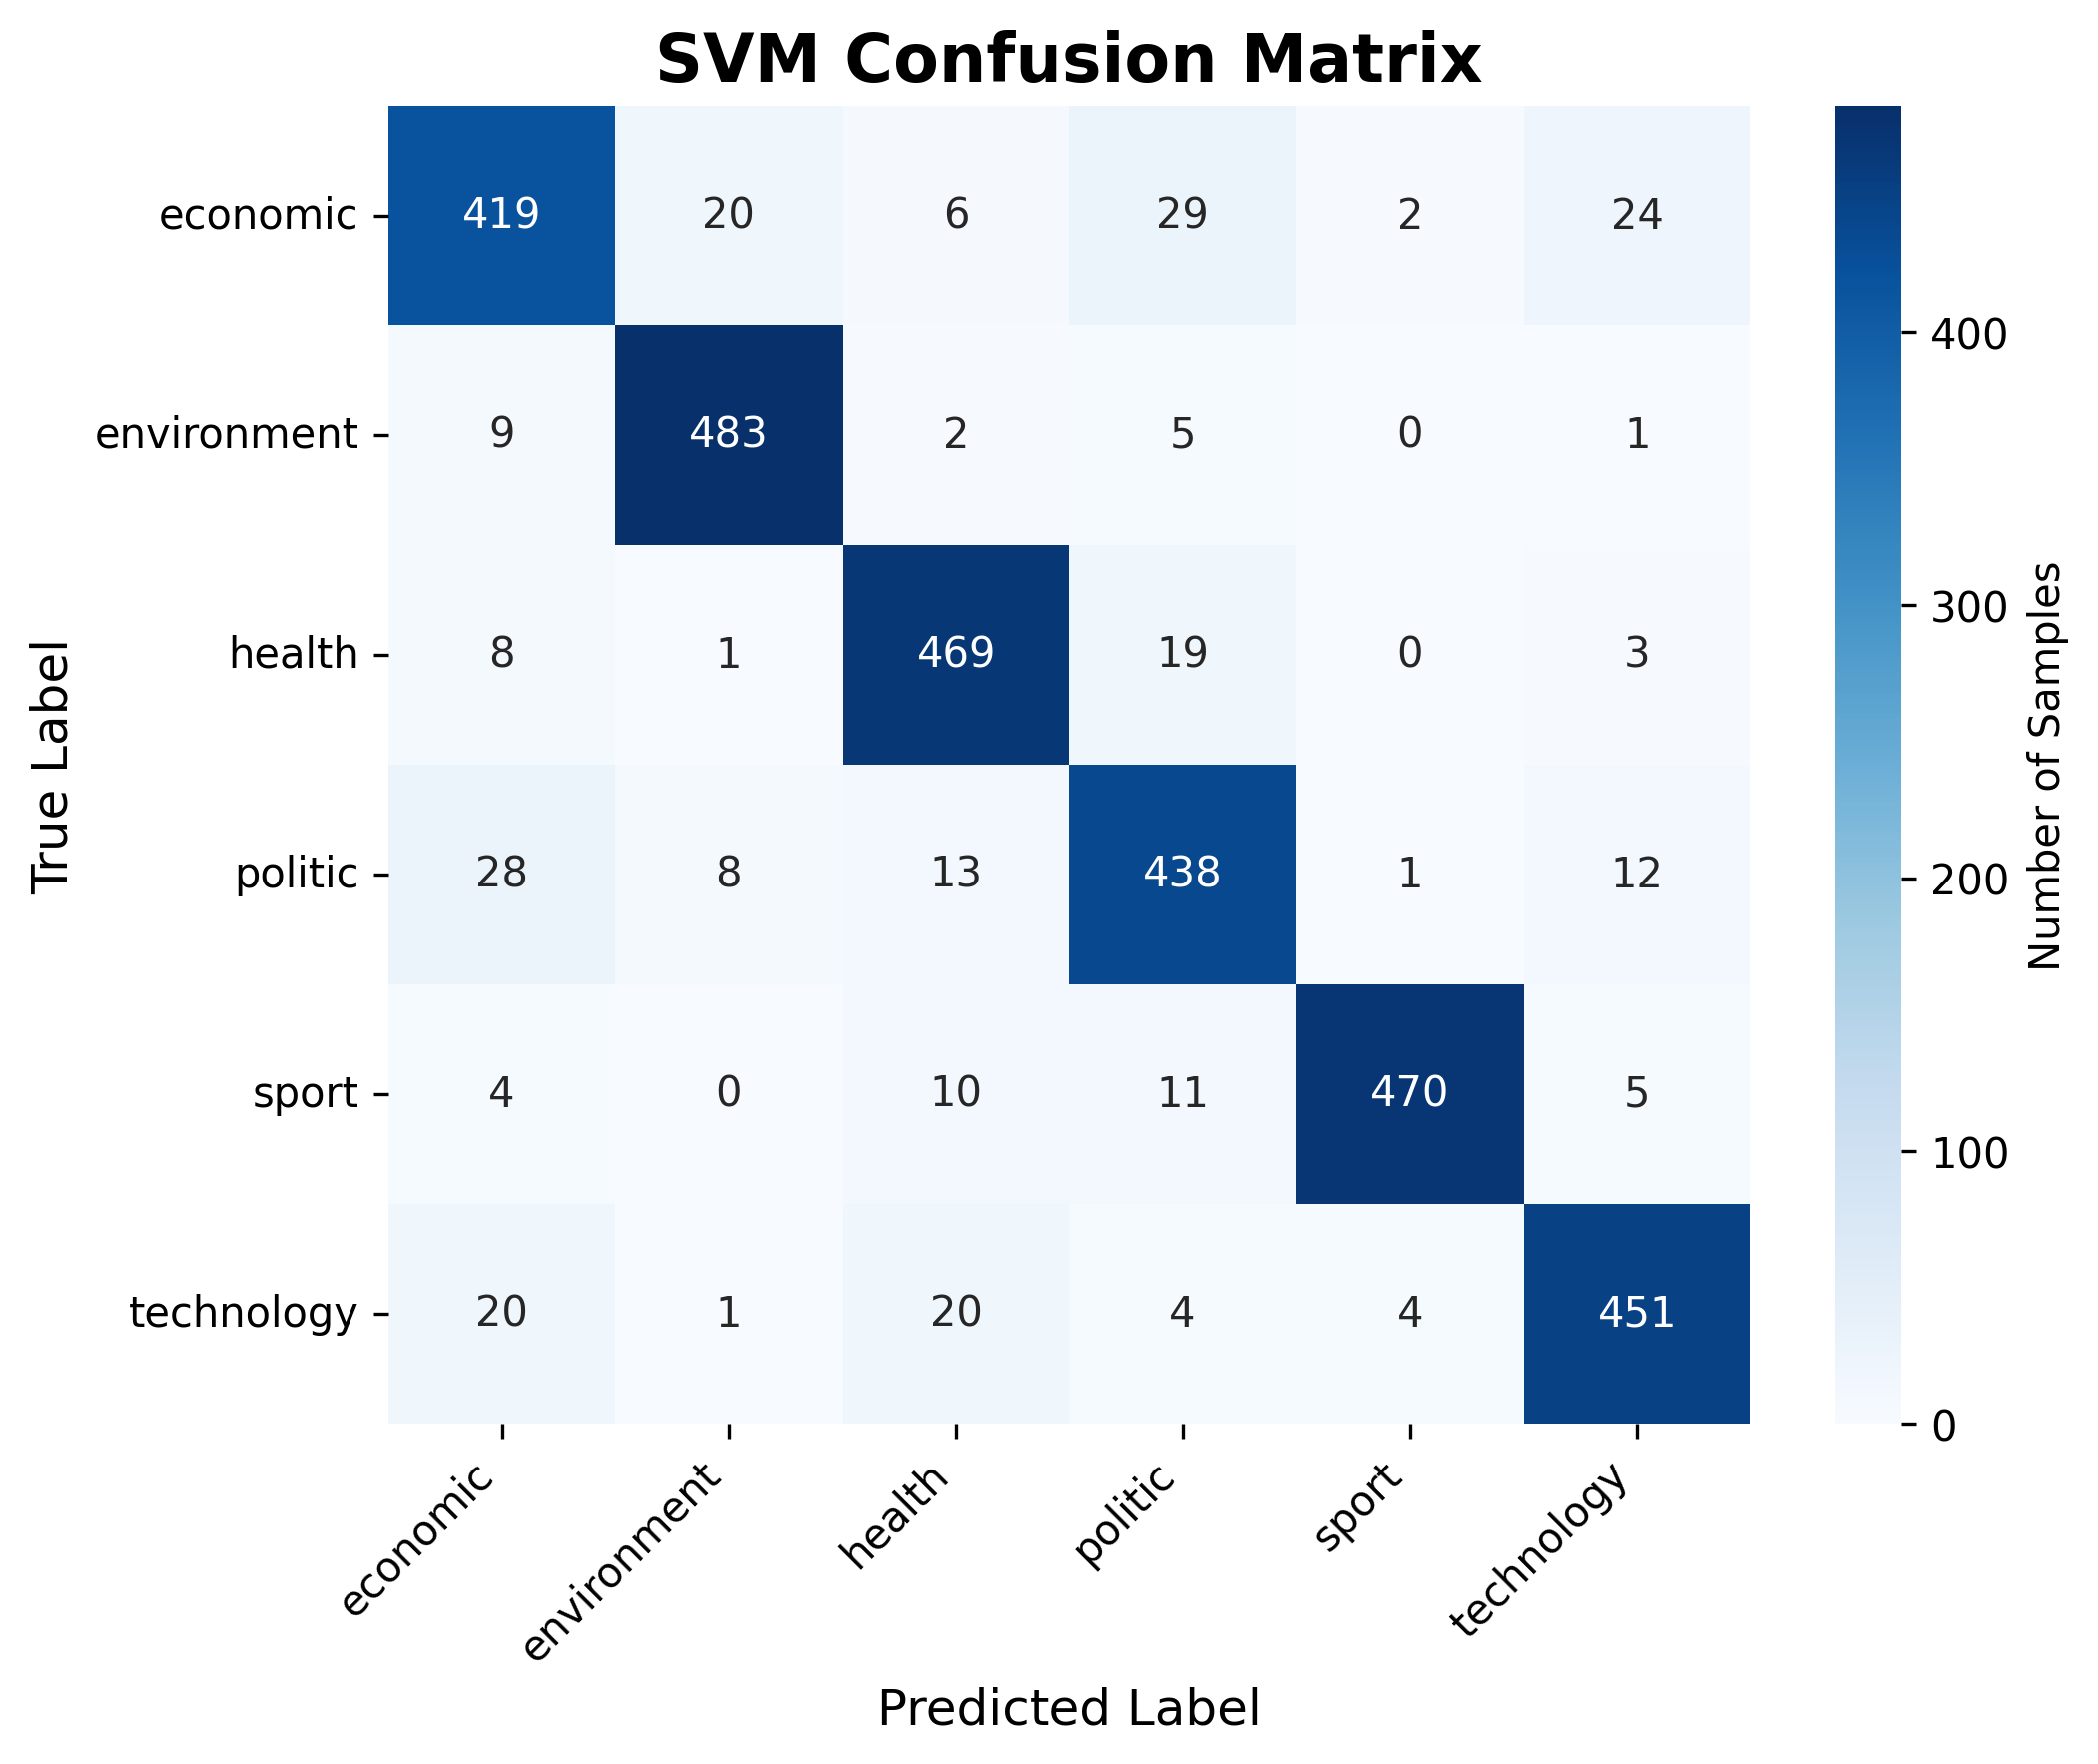 SVM Confusion Matrix
economic 419 20 6 29 2 24
environment 9 483 2 5 0 1
health 8 1 469 19 0 3
politic 28 8 13 438 1 12
sport 4 0 10 11 470 5
technology 20 1 20 4 4 451
economic environment health politic sport technology
Predicted Label
True Label
400
300
200
100
0
Number of Samples